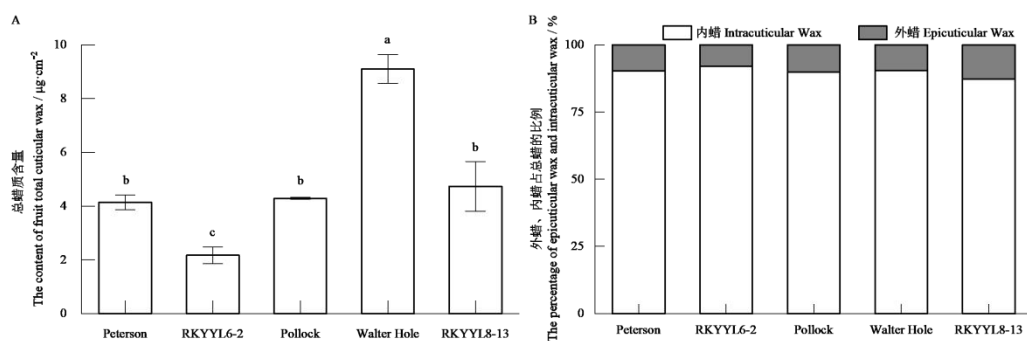 A
总蜡质含量
The content of fruit total cuticular wax / μg·cm⁻²
10
8
6
4
2
0
b
c
b
a
b
Peterson
RKYYL6-2
Pollock
Walter Hole
RKYYL8-13
B
内蜡 Intracuticular Wax
外蜡 Epicuticular Wax
外蜡、内蜡占总蜡的比例
The percentage of epicuticular wax and intracuticular wax / %
100
75
50
25
0
Peterson
RKYYL6-2
Pollock
Walter Hole
RKYYL8-13